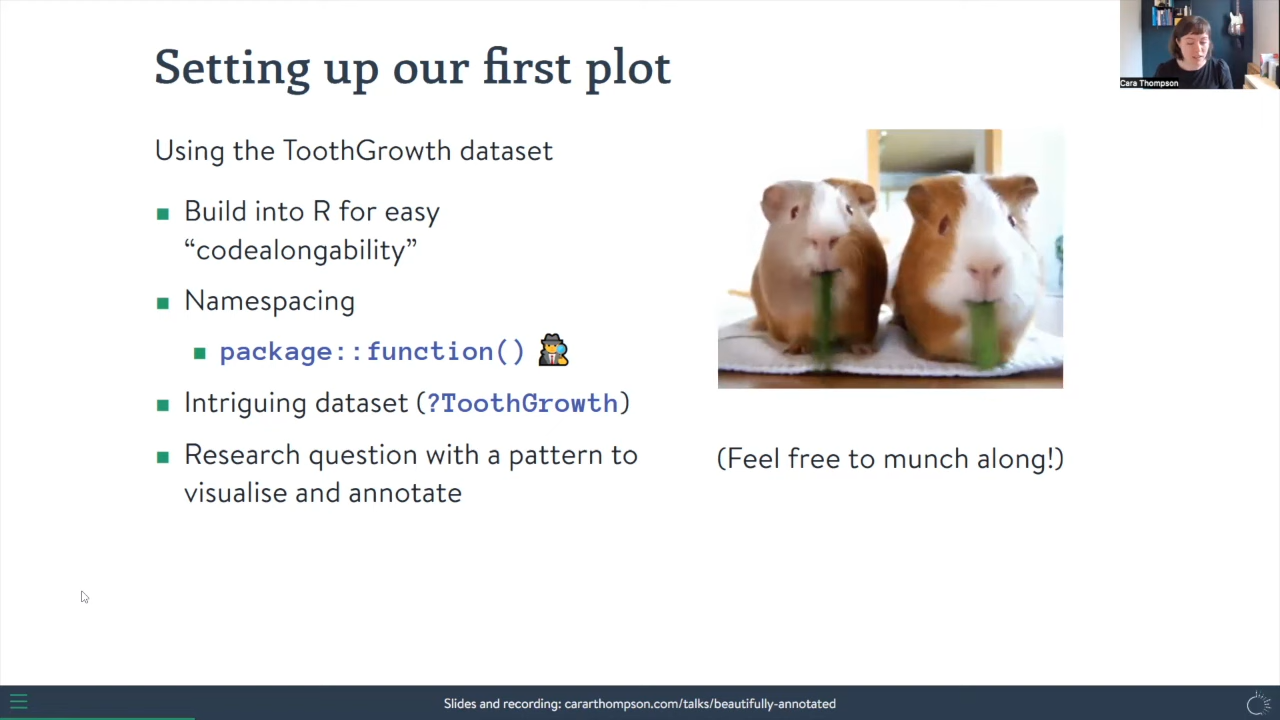 Setting up our first plot
Cara Thompson
Using the ToothGrowth dataset
Build into R for easy
“codealongability”
Namespacing
package::function()
Intriguing dataset (?ToothGrowth)
Research question with a pattern to
visualise and annotate
(Feel free to munch along!)
Slides and recording: cararthompson.com/talks/beautifully-annotated